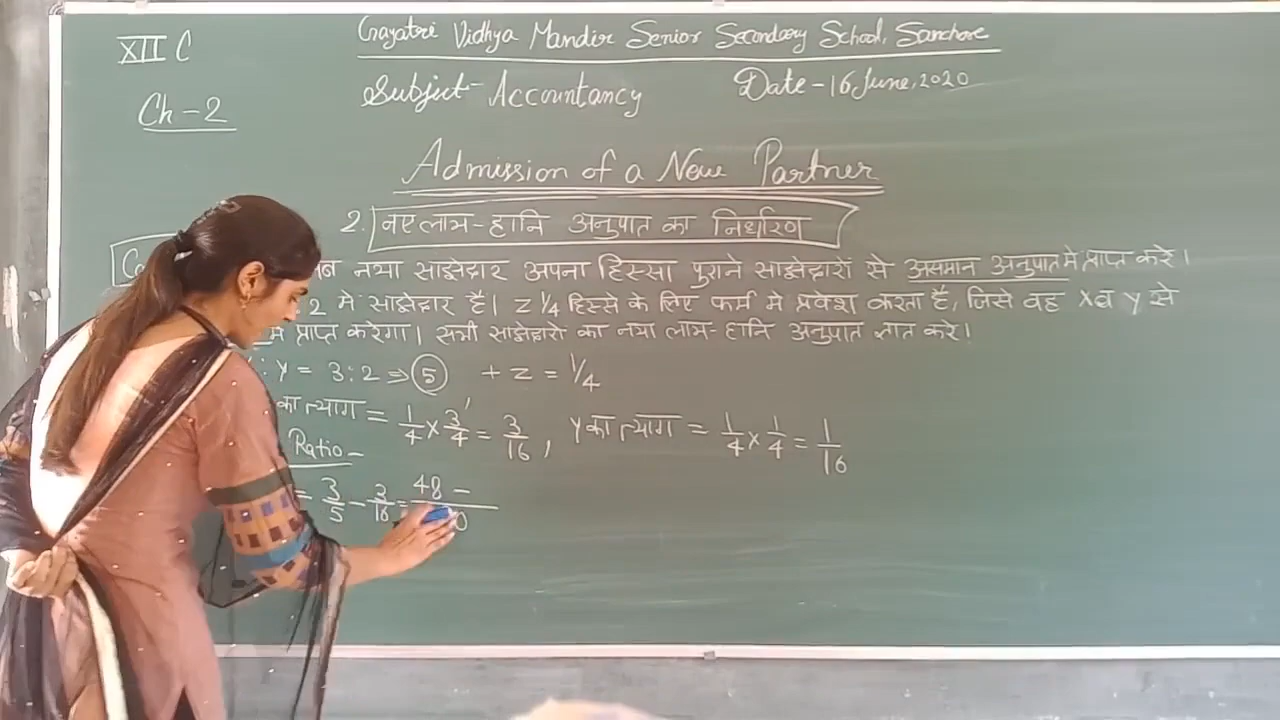 XII C
Gayatri Vidhya Mandir Senior Secondary School, Sanchore
Ch-2
Subject- Accountancy
Date-16 June, 2020
Admission of a New Partner
2. नए लाभ-हानि अनुपात का निर्धारण
नया साझेदार अपना हिस्सा पुराने साझेदारों से असमान अनुपात मे प्राप्त करे।
2 मे साझेदार है। Z 1/4 हिस्से के लिए फर्म मे प्रवेश करता है, जिसे वह X व Y से
मे प्राप्त करेगा। सभी साझेदारो का नया लाभ-हानि अनुपात ज्ञात करे।
: Y = 3:2 ⇒ 5 + Z = 1/4
का त्याग = 1/4 × 3/4 = 3/16, Y का त्याग = 1/4 × 1/4 = 1/16
Ratio-
= 3/5 - 3/16 = 48 -